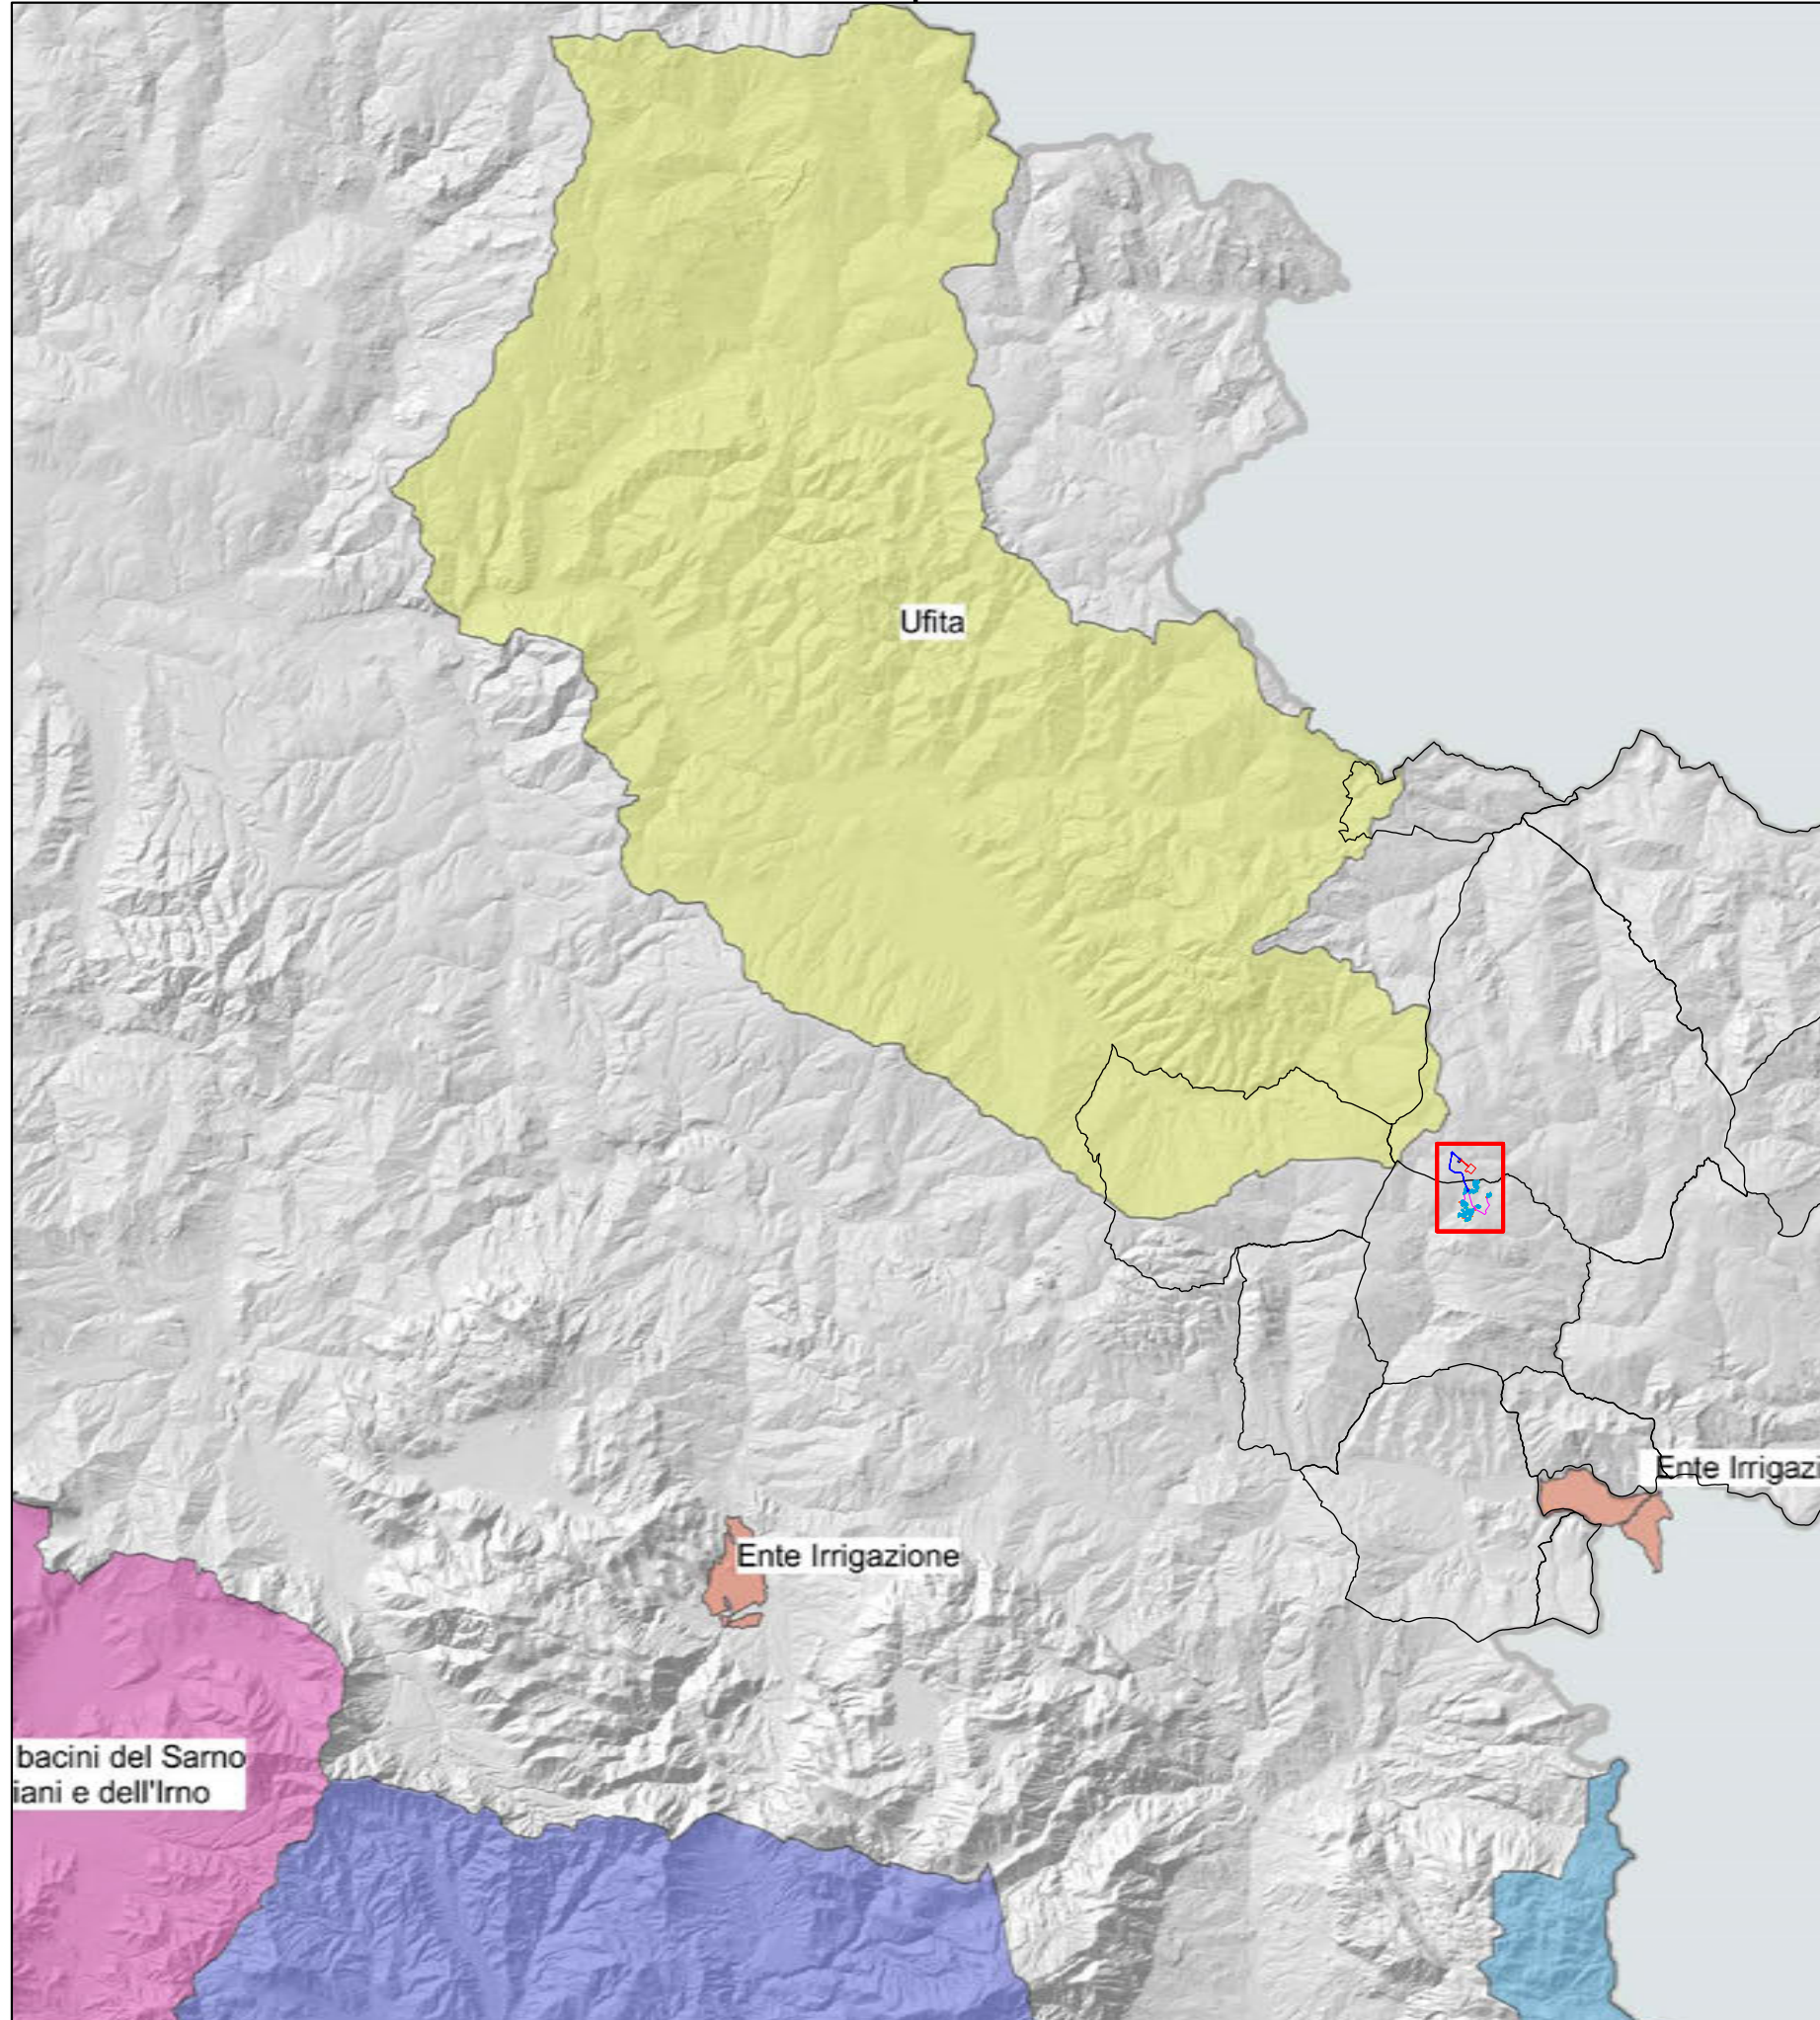 Ufita
Ente Irrigazi
Ente Irrigazione
bacini del Sarno
iani e dell'Irno